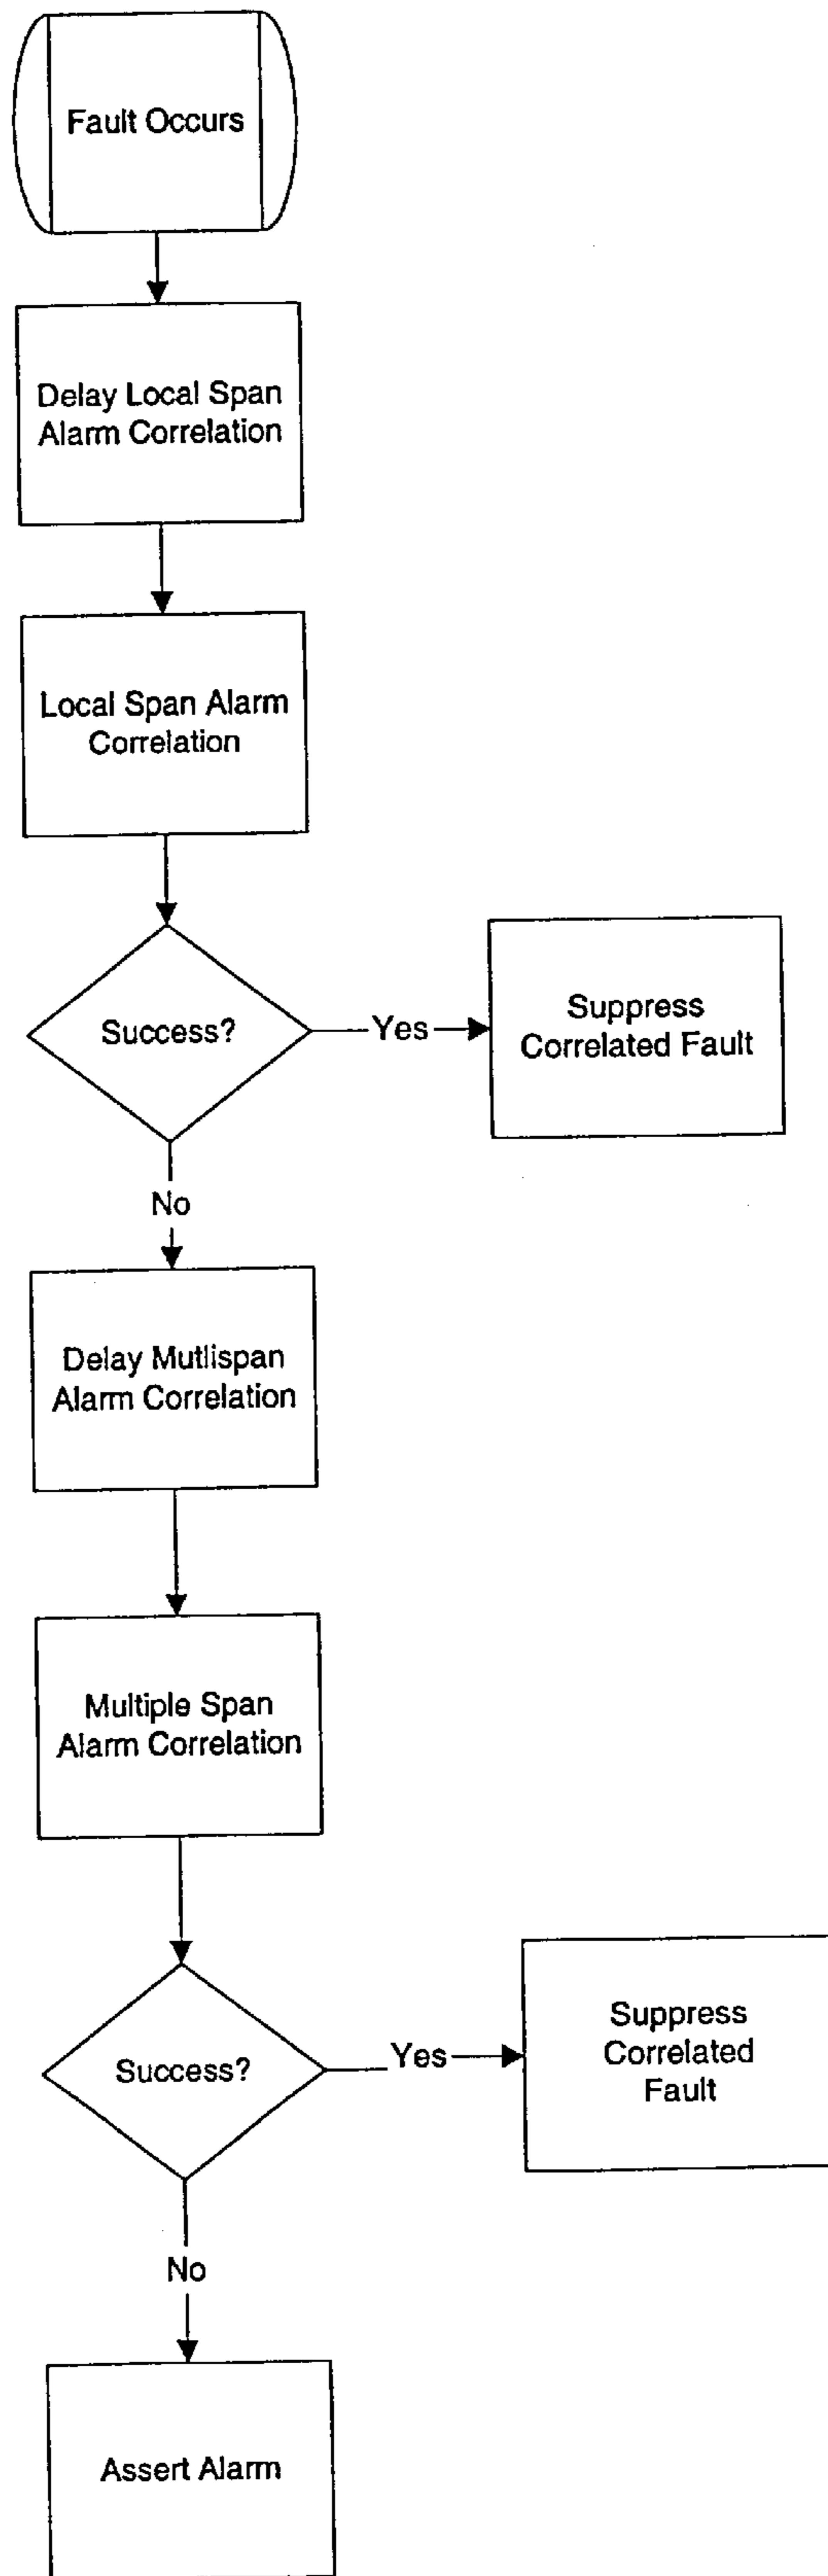 Fault Occurs
Delay Local Span
Alarm Correlation
Local Span Alarm
Correlation
Success?
Yes
Suppress
Correlated Fault
No
Delay Mutlispan
Alarm Correlation
Multiple Span
Alarm Correlation
Success?
Yes
Suppress
Correlated
Fault
No
Assert Alarm